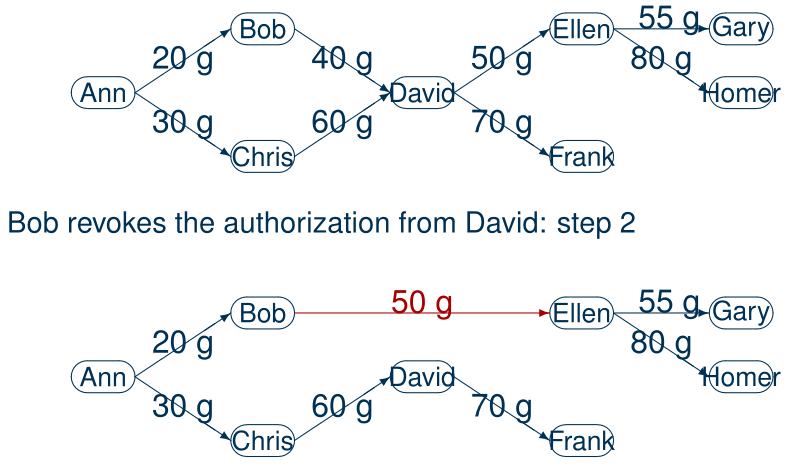 Bob Ellen 55 g Gary
20 g 40 g 50 g 80 g
Ann David Homer
30 g 60 g 70 g
Chris Frank
Bob revokes the authorization from David: step 2
Bob 50 g Ellen 55 g Gary
20 g 80 g
Ann David Homer
30 g 60 g 70 g
Chris Frank